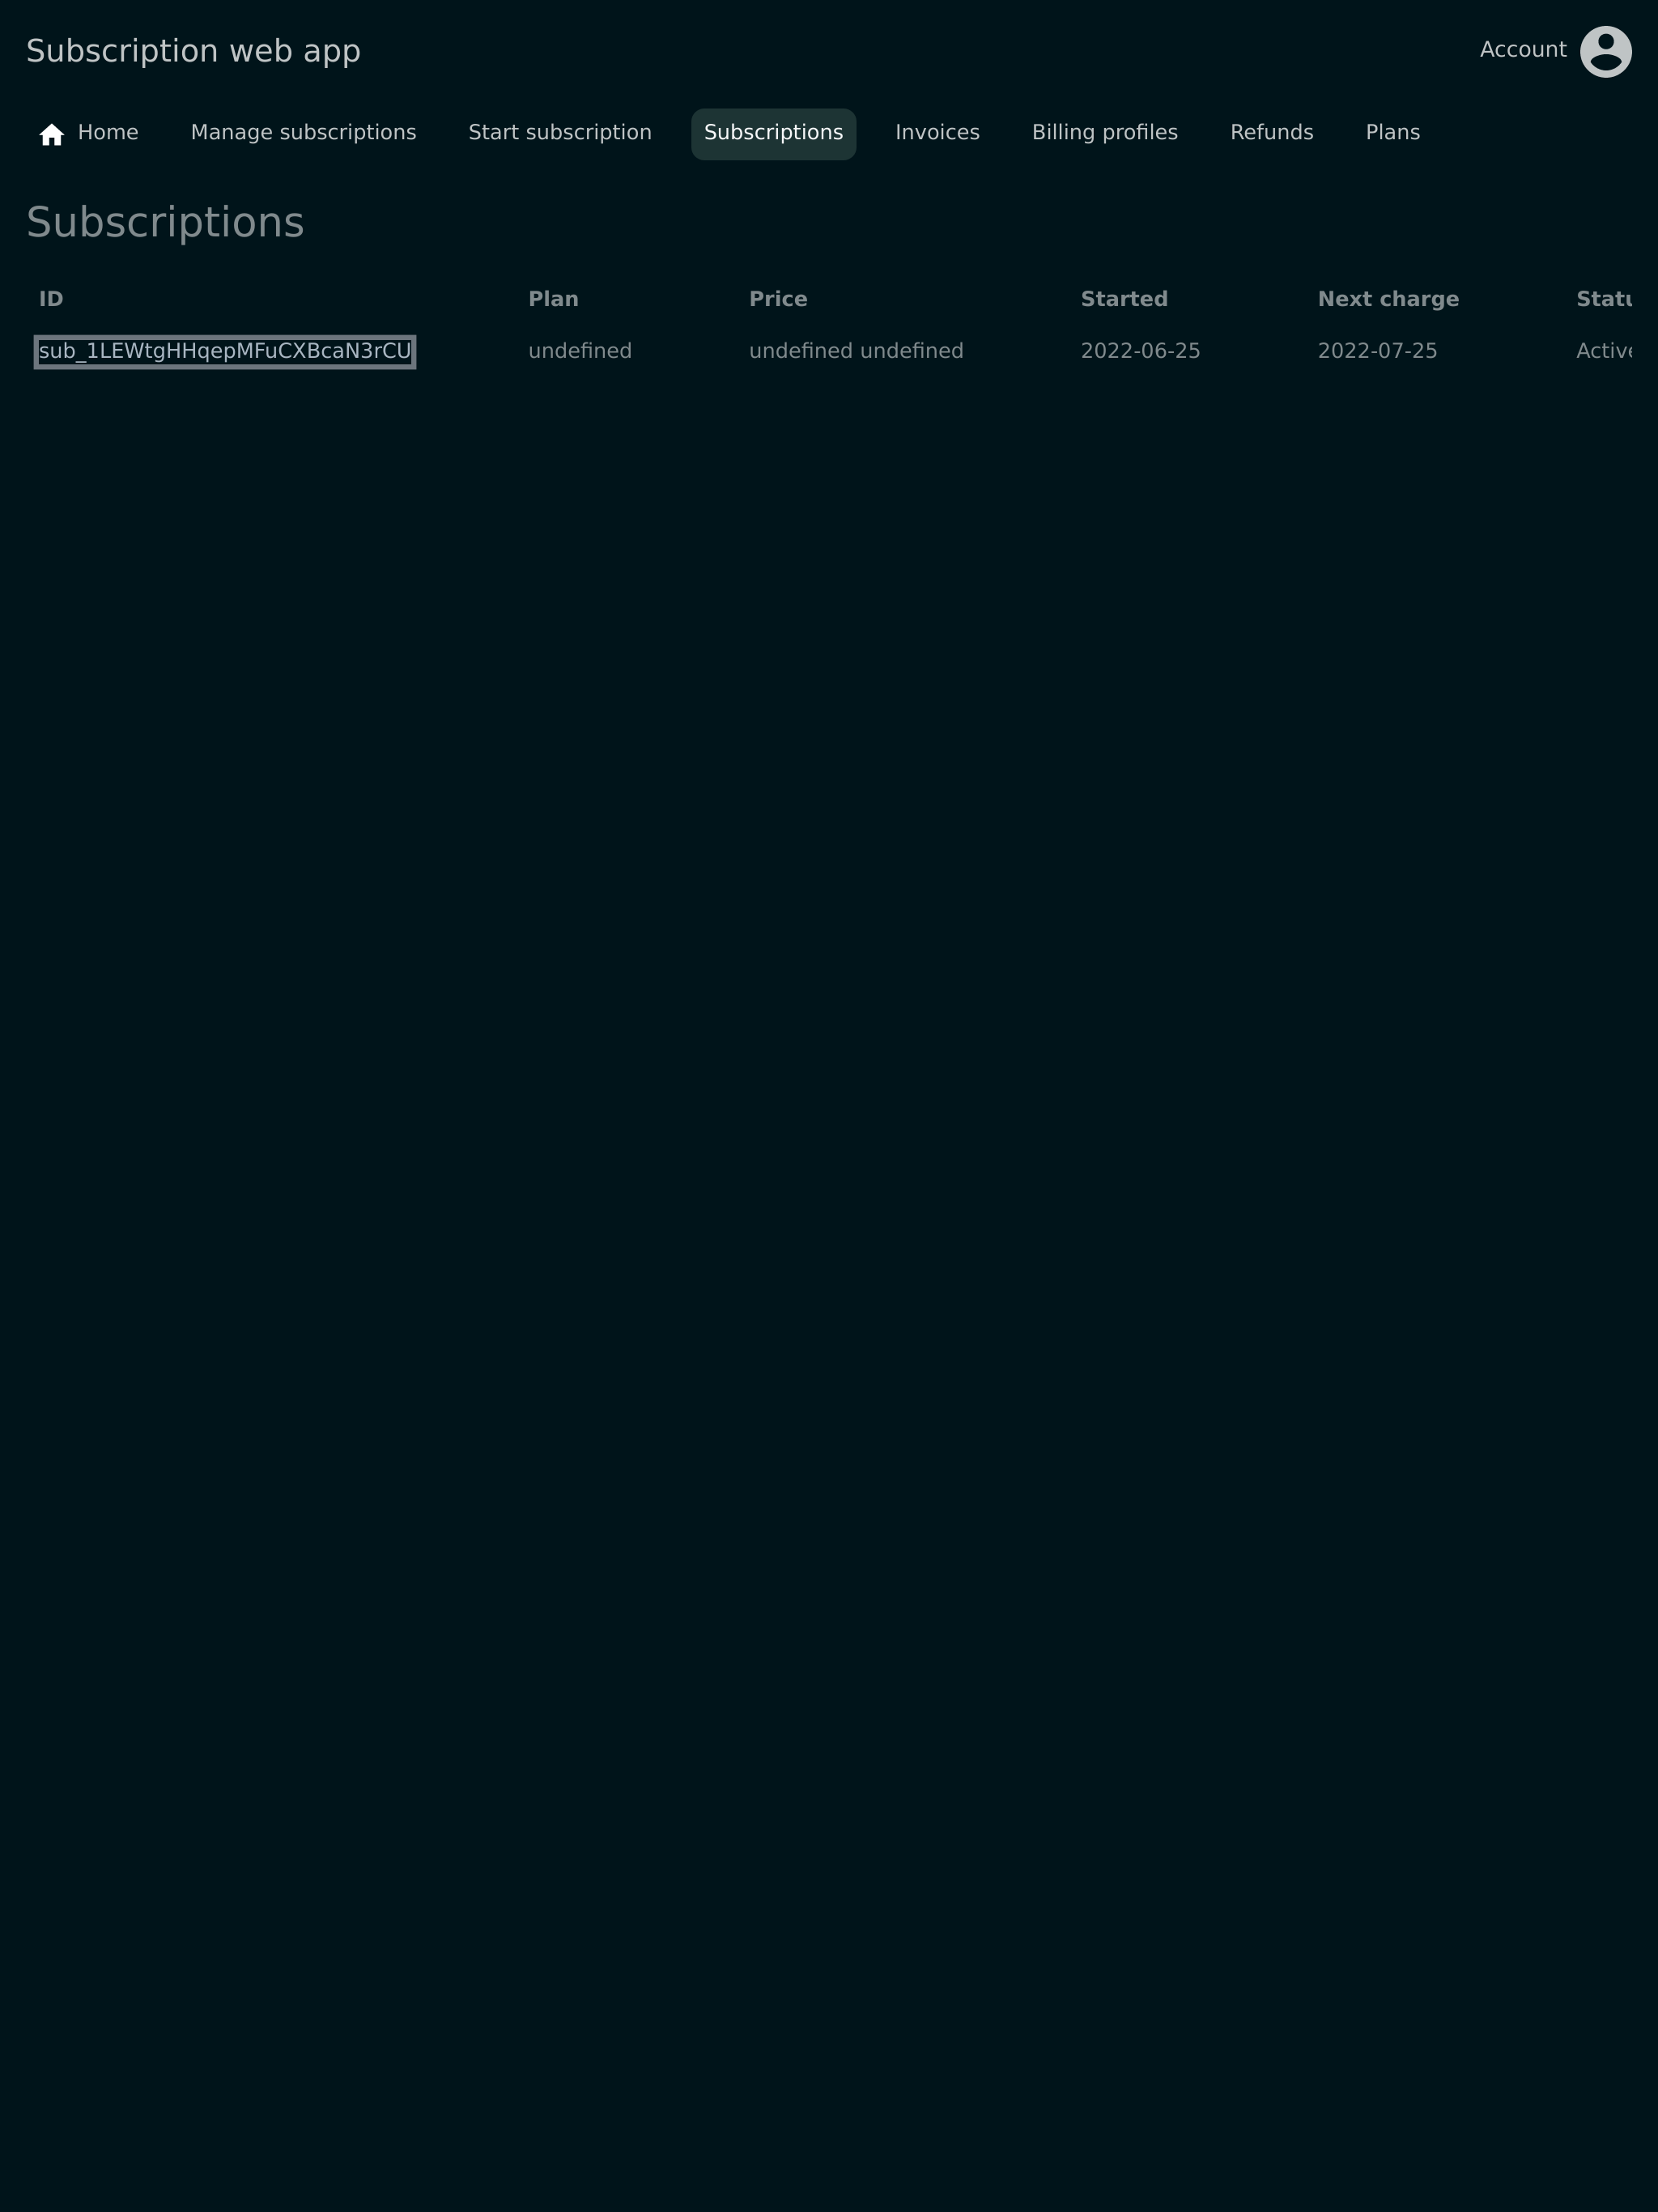 Subscription web app
Account
Home Manage subscriptions Start subscription Subscriptions Invoices Billing profiles Refunds Plans
Subscriptions
ID Plan Price Started Next charge Statu
sub_1LEWtgHHqepMFuCXBcaN3rCU undefined undefined undefined 2022-06-25 2022-07-25 Active